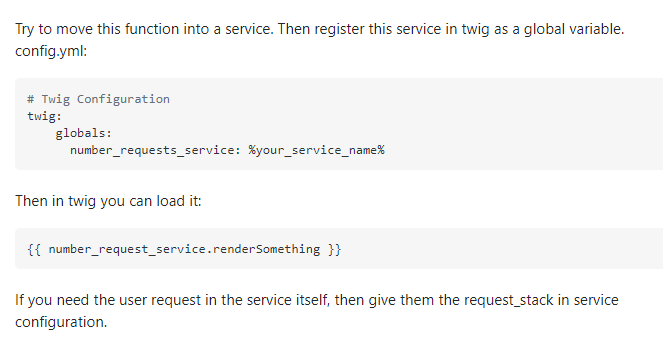 Try to move this function into a service. Then register this service in twig as a global variable.
config.yml:
# Twig Configuration
twig:
    globals:
      number_requests_service: %your_service_name%
Then in twig you can load it:
{{ number_request_service.renderSomething }}
If you need the user request in the service itself, then give them the request_stack in service
configuration.